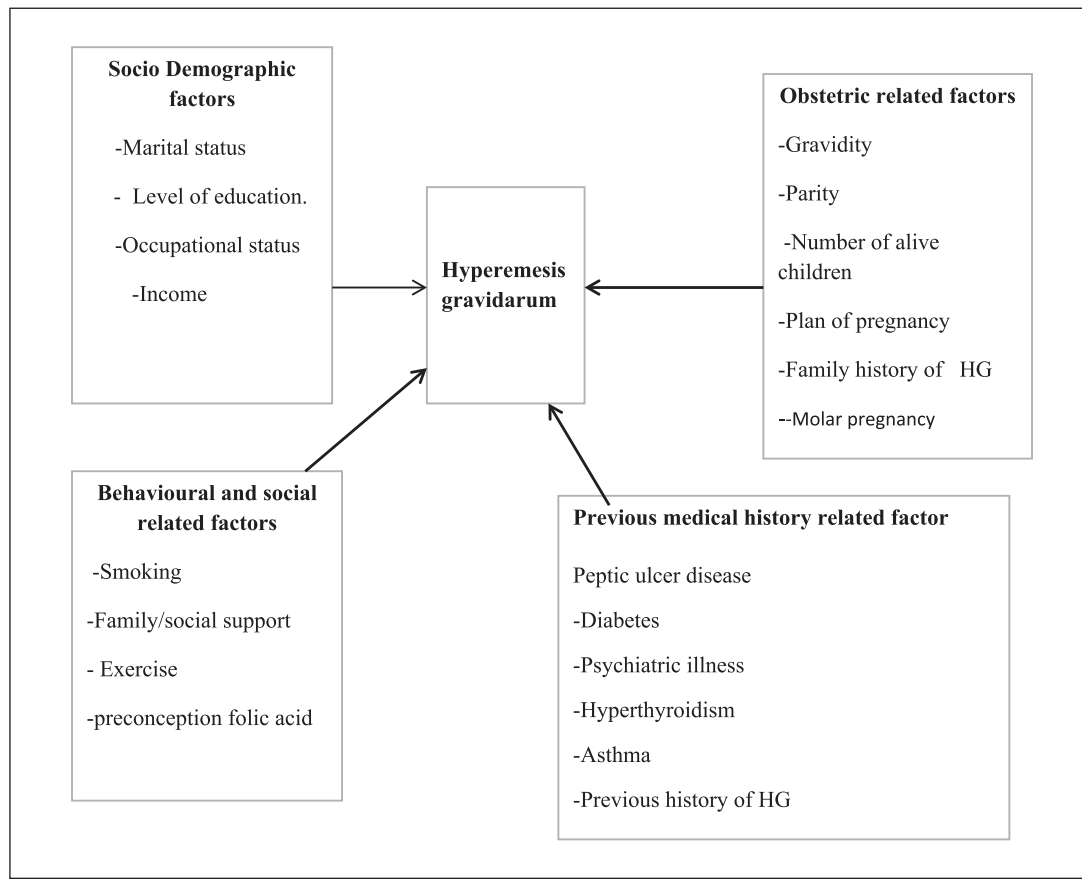 Socio Demographic
factors
-Marital status
- Level of education.
-Occupational status
-Income
Obstetric related factors
-Gravidity
-Parity
-Number of alive
children
-Plan of pregnancy
-Family history of HG
--Molar pregnancy
Hyperemesis
gravidarum
Behavioural and social
related factors
-Smoking
-Family/social support
- Exercise
-preconception folic acid
Previous medical history related factor
Peptic ulcer disease
-Diabetes
-Psychiatric illness
-Hyperthyroidism
-Asthma
-Previous history of HG